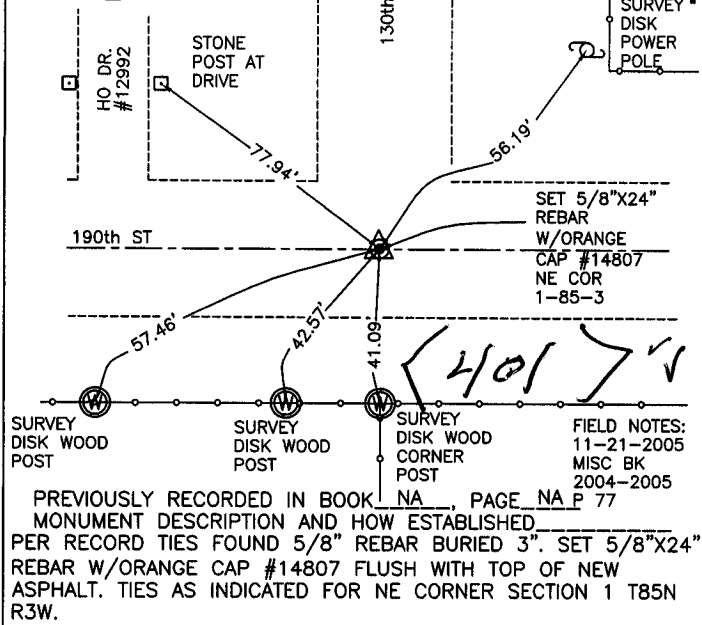 SURVEY
DISK
POWER
POLE
130th
STONE
POST AT
DRIVE
HO DR.
#12992
77.94'
56.19'
SET 5/8"X24"
REBAR
W/ORANGE
CAP #14807
NE COR
1-85-3
190th ST
57.46'
42.57'
41.09
(401)
W
W
W
SURVEY
DISK WOOD
POST
SURVEY
DISK WOOD
POST
SURVEY
DISK WOOD
CORNER
POST
FIELD NOTES:
11-21-2005
MISC BK
2004-2005
P 77
PREVIOUSLY RECORDED IN BOOK NA, PAGE NA
MONUMENT DESCRIPTION AND HOW ESTABLISHED
PER RECORD TIES FOUND 5/8" REBAR BURIED 3". SET 5/8"X24"
REBAR W/ORANGE CAP #14807 FLUSH WITH TOP OF NEW
ASPHALT. TIES AS INDICATED FOR NE CORNER SECTION 1 T85N
R3W.